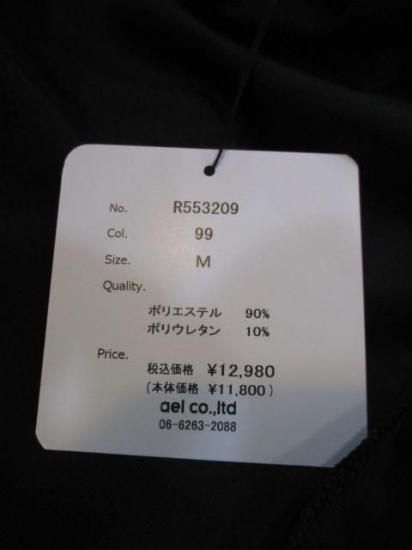 No. R553209
Col. 99
Size. M
Quality.
ポリエステル 90%
ポリウレタン 10%
Price.
税込価格 ¥12,980
(本体価格 ¥11,800)
ael co.,ltd
06-6263-2088